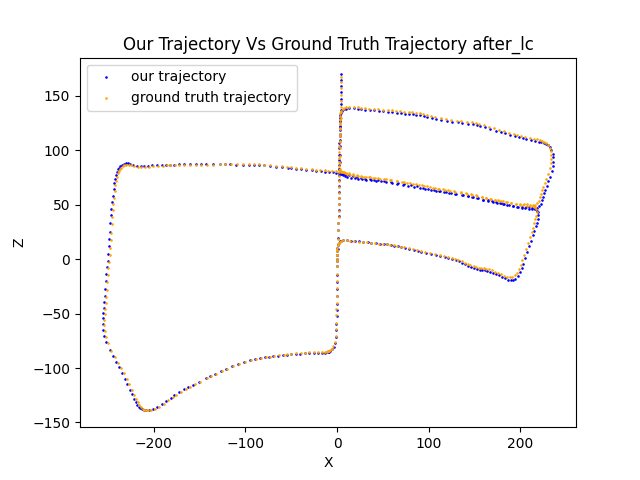 Our Trajectory Vs Ground Truth Trajectory after_lc
our trajectory
ground truth trajectory
150
100
50
0
−50
−100
−150
Z
−200
−100
0
100
200
X